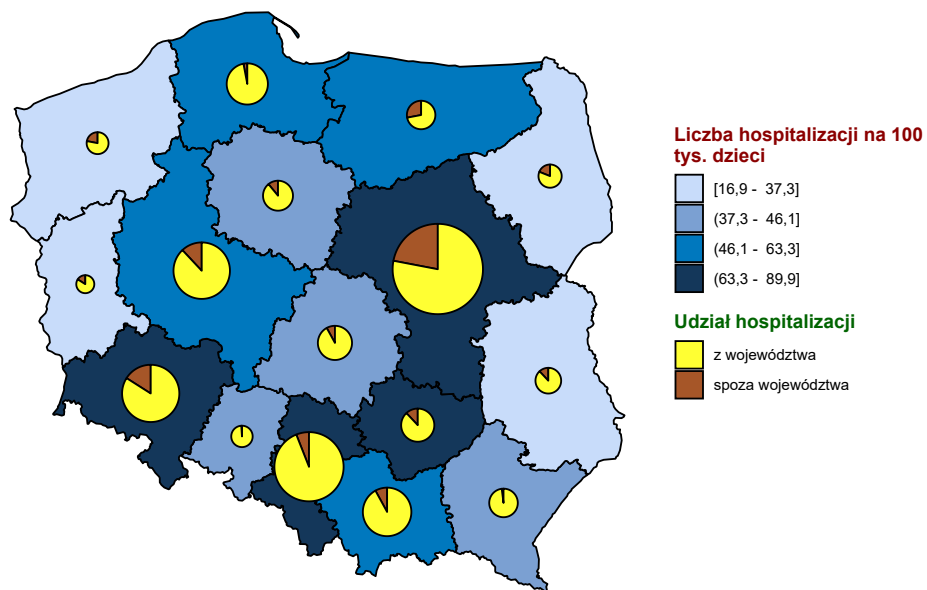 Liczba hospitalizacji na 100
tys. dzieci
[16,9 - 37,3]
(37,3 - 46,1]
(46,1 - 63,3]
(63,3 - 89,9]
Udział hospitalizacji
z województwa
spoza województwa